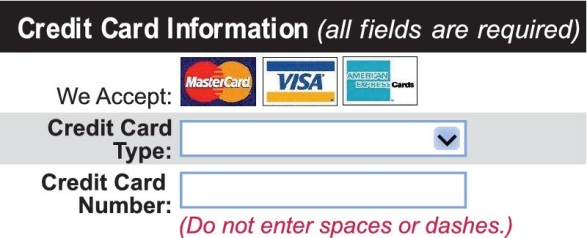 Credit Card Information (all fields are required)
We Accept: MasterCard VISA AMERICAN EXPRESS Cards
Credit Card
Type:
Credit Card
Number:
(Do not enter spaces or dashes.)